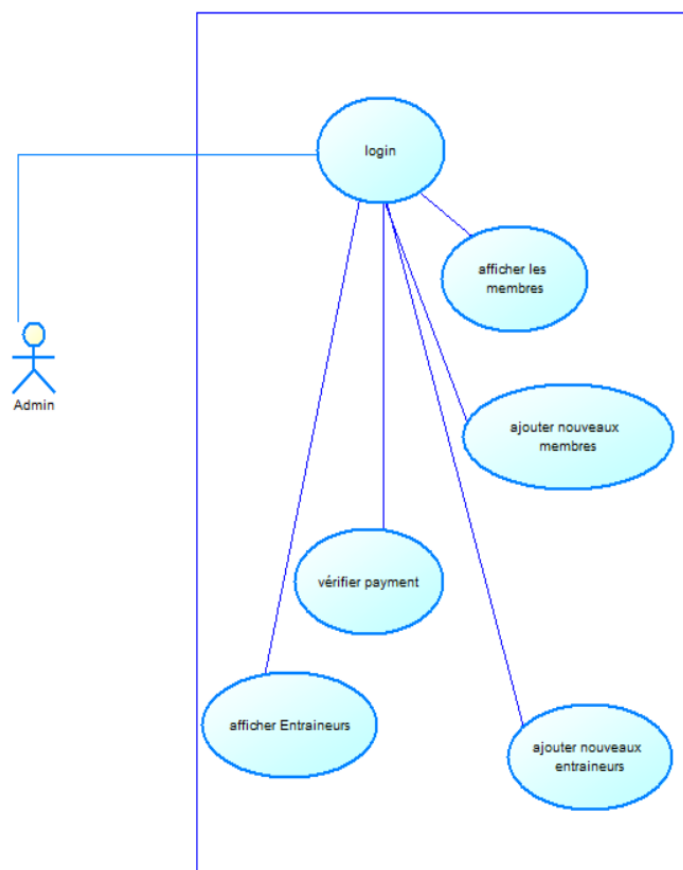 login
afficher les
membres
Admin
ajouter nouveaux
membres
vérifier payment
afficher Entraineurs
ajouter nouveaux
entraineurs